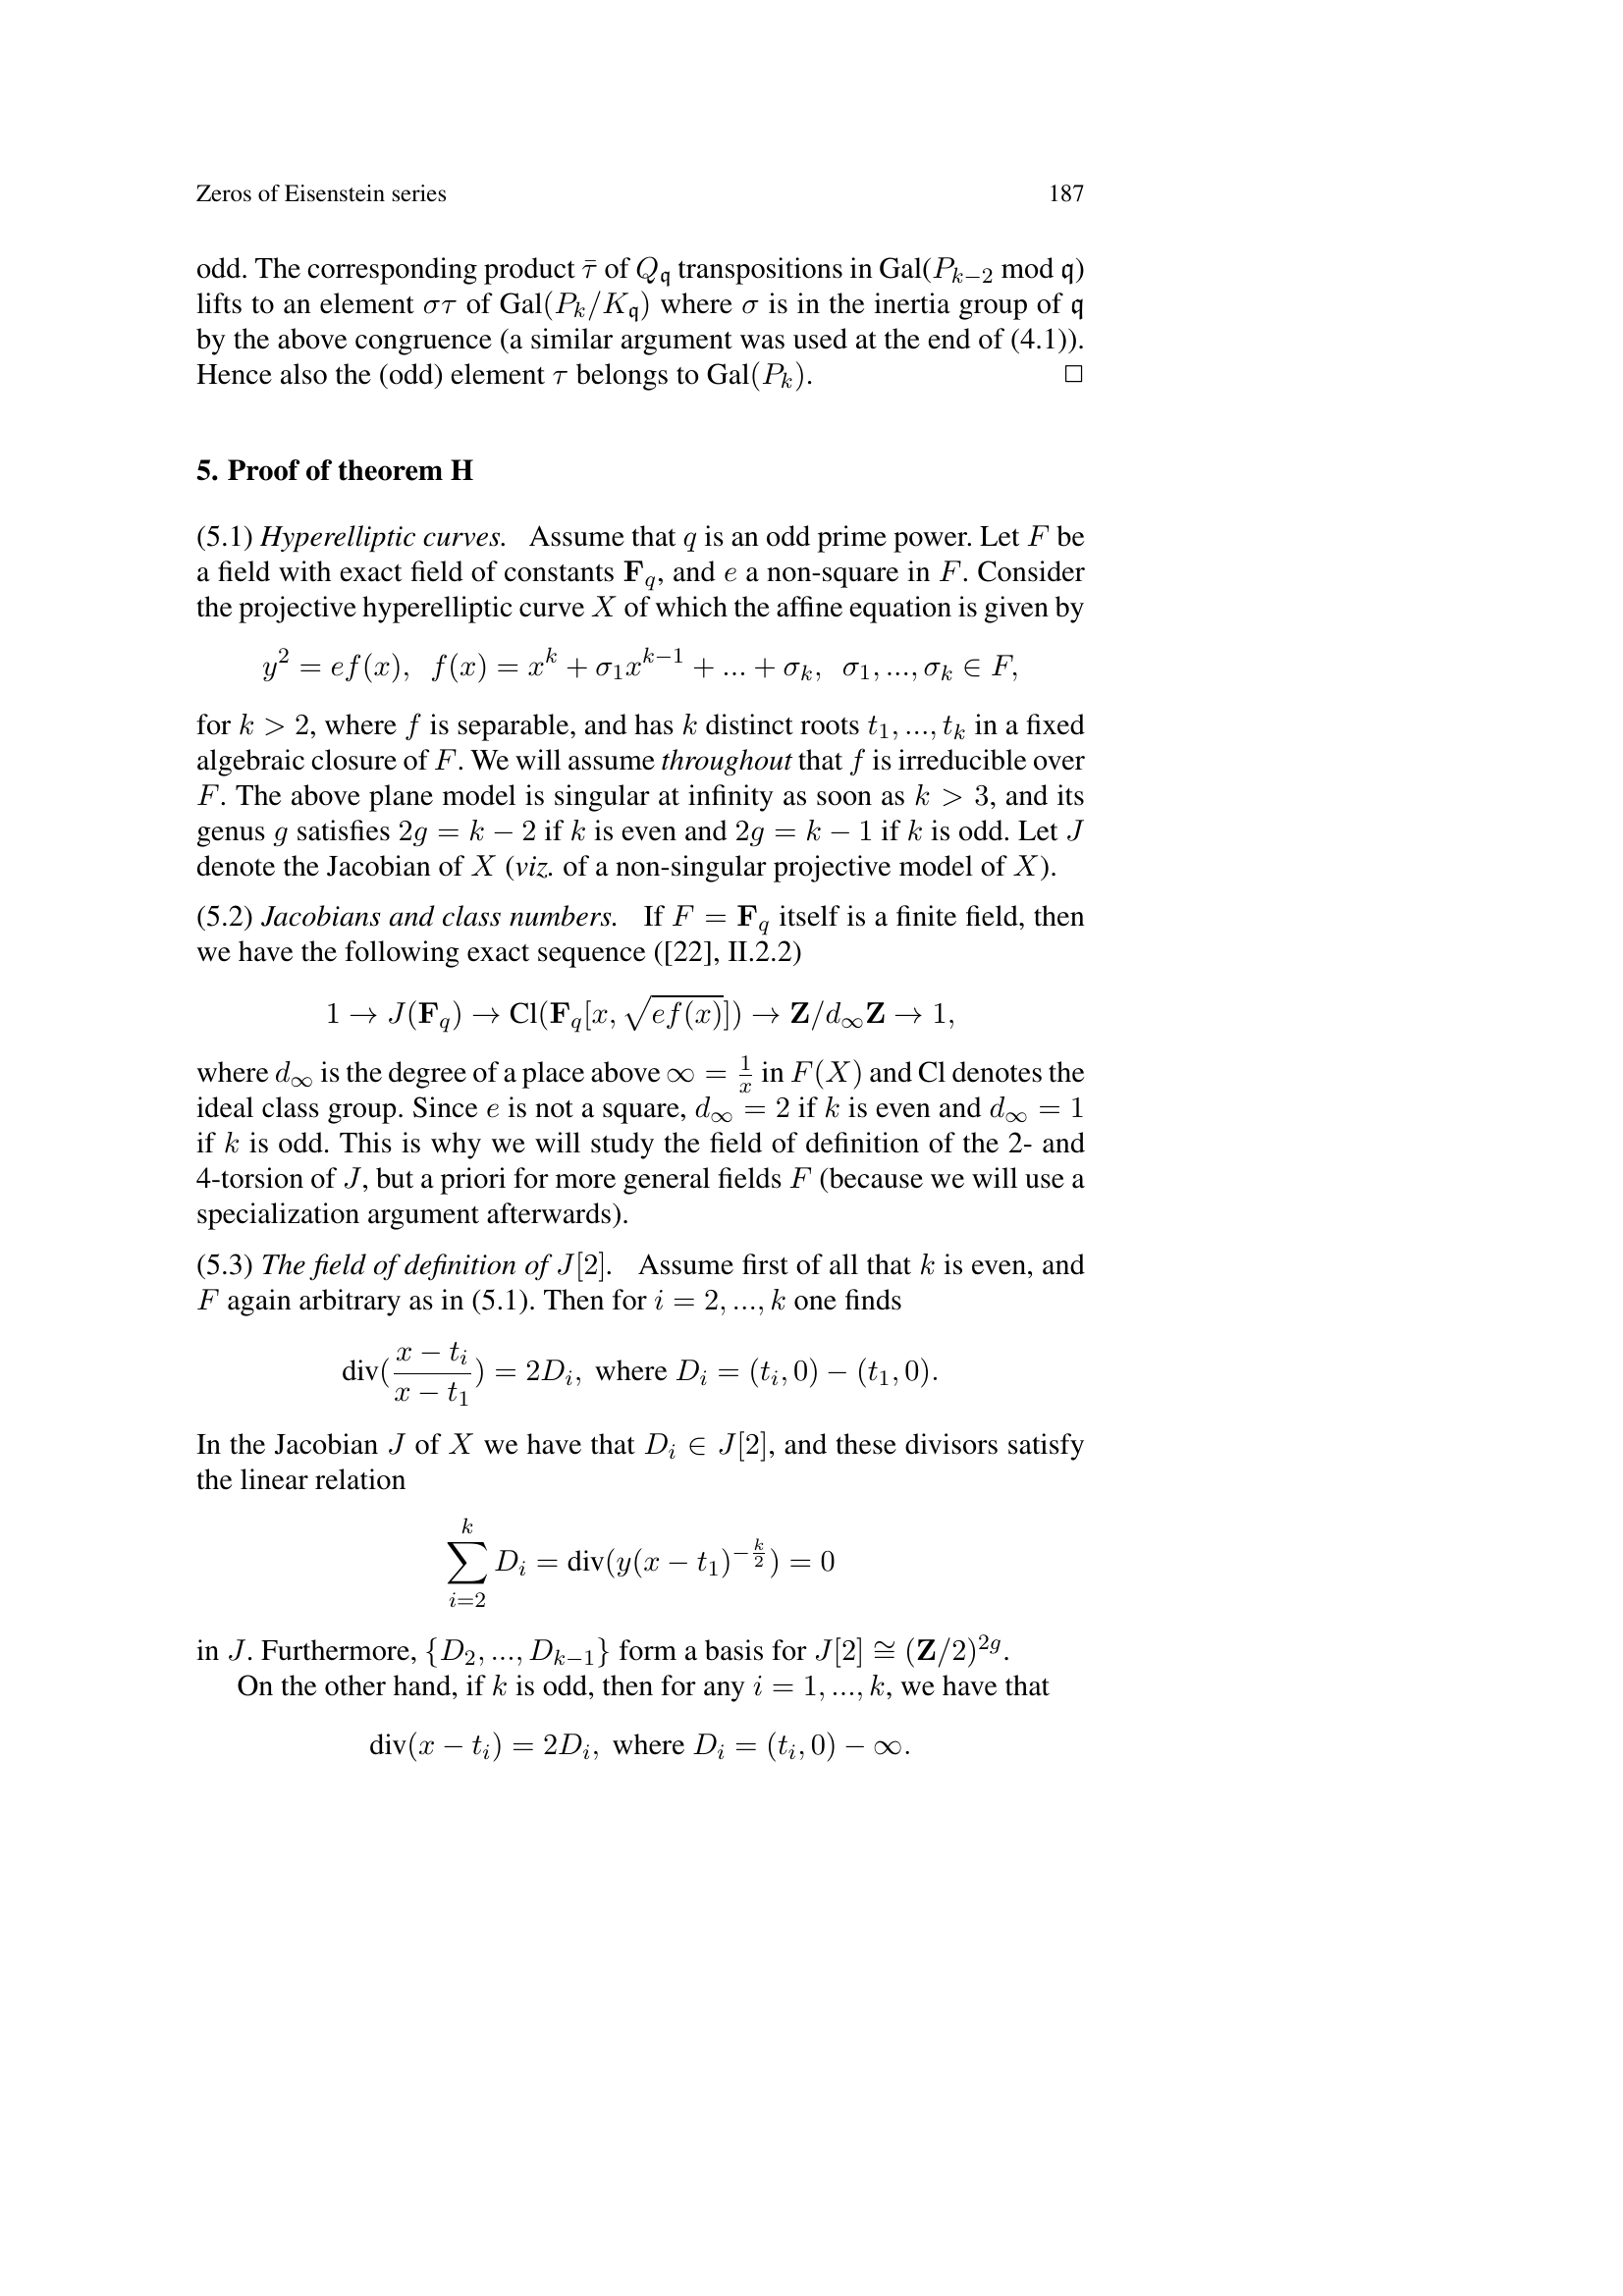 Zeros of Eisenstein series 187
odd. The corresponding product $\bar{\tau}$ of $Q_{\mathfrak{q}}$ transpositions in Gal$(P_{k-2}$ mod $\mathfrak{q})$
lifts to an element $\sigma\tau$ of Gal$(P_k/K_{\mathfrak{q}})$ where $\sigma$ is in the inertia group of $\mathfrak{q}$
by the above congruence (a similar argument was used at the end of (4.1)).
Hence also the (odd) element $\tau$ belongs to Gal$(P_k)$. □
5. Proof of theorem H
(5.1) Hyperelliptic curves. Assume that $q$ is an odd prime power. Let $F$ be
a field with exact field of constants $\mathbf{F}_q$, and $e$ a non-square in $F$. Consider
the projective hyperelliptic curve $X$ of which the affine equation is given by
$y^2 = ef(x), \ f(x) = x^k + \sigma_1 x^{k-1} + ... + \sigma_k, \ \sigma_1, ..., \sigma_k \in F,$
for $k > 2$, where $f$ is separable, and has $k$ distinct roots $t_1, ..., t_k$ in a fixed
algebraic closure of $F$. We will assume throughout that $f$ is irreducible over
$F$. The above plane model is singular at infinity as soon as $k > 3$, and its
genus $g$ satisfies $2g = k - 2$ if $k$ is even and $2g = k - 1$ if $k$ is odd. Let $J$
denote the Jacobian of $X$ (viz. of a non-singular projective model of $X$).
(5.2) Jacobians and class numbers. If $F = \mathbf{F}_q$ itself is a finite field, then
we have the following exact sequence ([22], II.2.2)
$1 \to J(\mathbf{F}_q) \to \mathrm{Cl}(\mathbf{F}_q[x, \sqrt{ef(x)}]) \to \mathbf{Z}/d_\infty\mathbf{Z} \to 1,$
where $d_\infty$ is the degree of a place above $\infty = \frac{1}{x}$ in $F(X)$ and Cl denotes the
ideal class group. Since $e$ is not a square, $d_\infty = 2$ if $k$ is even and $d_\infty = 1$
if $k$ is odd. This is why we will study the field of definition of the 2- and
4-torsion of $J$, but a priori for more general fields $F$ (because we will use a
specialization argument afterwards).
(5.3) The field of definition of $J[2]$. Assume first of all that $k$ is even, and
$F$ again arbitrary as in (5.1). Then for $i = 2, ..., k$ one finds
$\mathrm{div}(\frac{x - t_i}{x - t_1}) = 2D_i, \text{ where } D_i = (t_i, 0) - (t_1, 0).$
In the Jacobian $J$ of $X$ we have that $D_i \in J[2]$, and these divisors satisfy
the linear relation
$\sum_{i=2}^{k} D_i = \mathrm{div}(y(x - t_1)^{-\frac{k}{2}}) = 0$
in $J$. Furthermore, $\{D_2, ..., D_{k-1}\}$ form a basis for $J[2] \cong (\mathbf{Z}/2)^{2g}$.
On the other hand, if $k$ is odd, then for any $i = 1, ..., k$, we have that
$\mathrm{div}(x - t_i) = 2D_i, \text{ where } D_i = (t_i, 0) - \infty.$